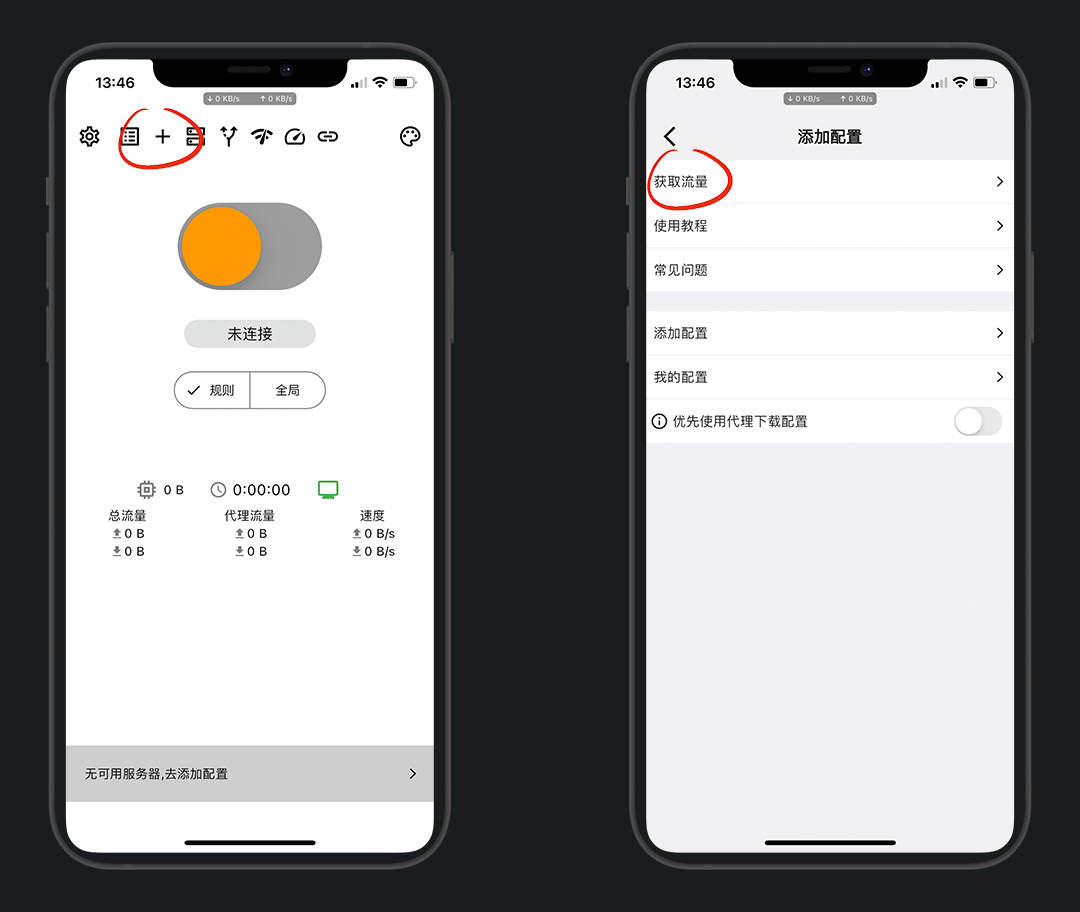 13:46
↓ 0 KB/s ↑ 0 KB/s
未连接
规则 全局
0 B 0:00:00
总流量 代理流量 速度
0 B 0 B 0 B/s
0 B 0 B 0 B/s
无可用服务器,去添加配置
13:46
↓ 0 KB/s ↑ 0 KB/s
添加配置
获取流量
使用教程
常见问题
添加配置
我的配置
优先使用代理下载配置